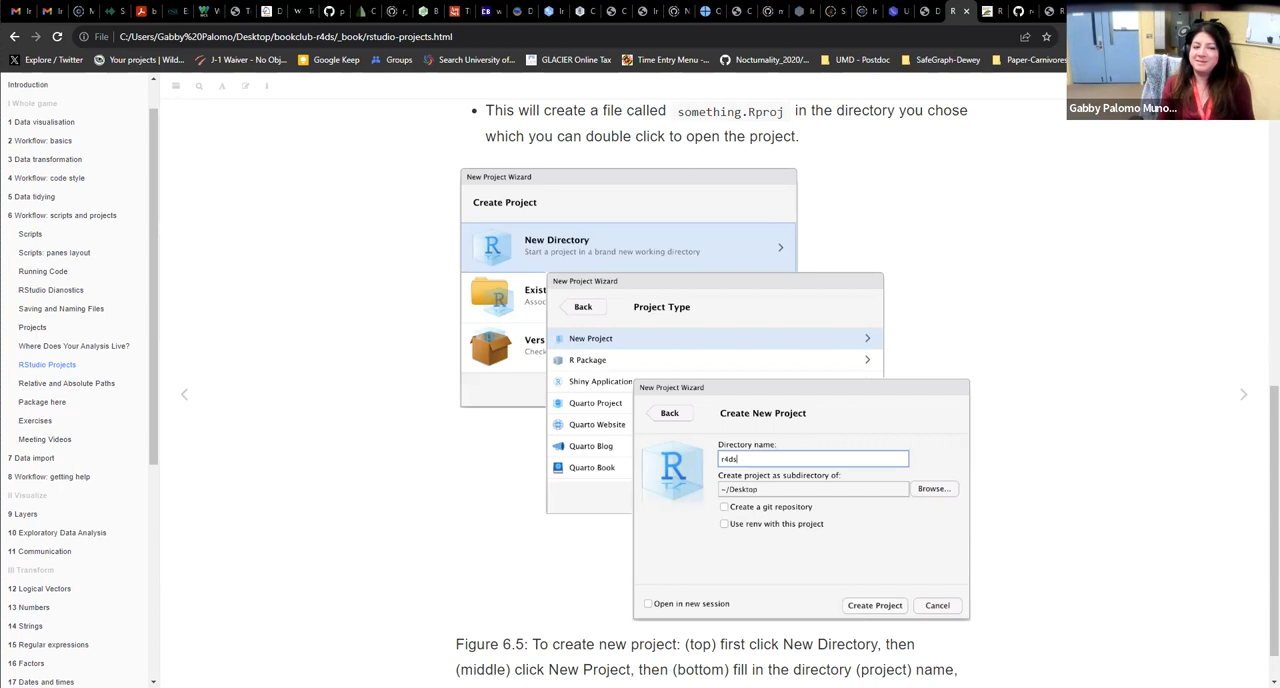 File C:/Users/Gabby%20Palomo/Desktop/bookclub-r4ds/_book/rstudio-projects.html
Explore / Twitter Your projects | Wild... J-1 Waiver - No Obj... Google Keep Groups Search University of... GLACIER Online Tax Time Entry Menu -... Nocturnality_2020/... UMD - Postdoc SafeGraph-Dewey Paper-Carnivores
Gabby Palomo Muno...
Introduction
I Whole game
1 Data visualisation
2 Workflow: basics
3 Data transformation
4 Workflow: code style
5 Data tidying
6 Workflow: scripts and projects
Scripts
Scripts: panes layout
Running Code
RStudio Dianostics
Saving and Naming Files
Projects
Where Does Your Analysis Live?
RStudio Projects
Relative and Absolute Paths
Package here
Exercises
Meeting Videos
7 Data import
8 Workflow: getting help
II Visualize
9 Layers
10 Exploratory Data Analysis
11 Communication
III Transform
12 Logical Vectors
13 Numbers
14 Strings
15 Regular expressions
16 Factors
17 Dates and times
• This will create a file called something.Rproj in the directory you chose
which you can double click to open the project.
New Project Wizard
Create Project
New Directory
Start a project in a brand new working directory
Exist
Assoc
Vers
Check
New Project Wizard
Back Project Type
New Project
R Package
Shiny Application
Quarto Project
Quarto Website
Quarto Blog
Quarto Book
New Project Wizard
Back Create New Project
Directory name:
r4ds
Create project as subdirectory of:
~/Desktop Browse...
Create a git repository
Use renv with this project
Open in new session Create Project Cancel
Figure 6.5: To create new project: (top) first click New Directory, then
(middle) click New Project, then (bottom) fill in the directory (project) name,